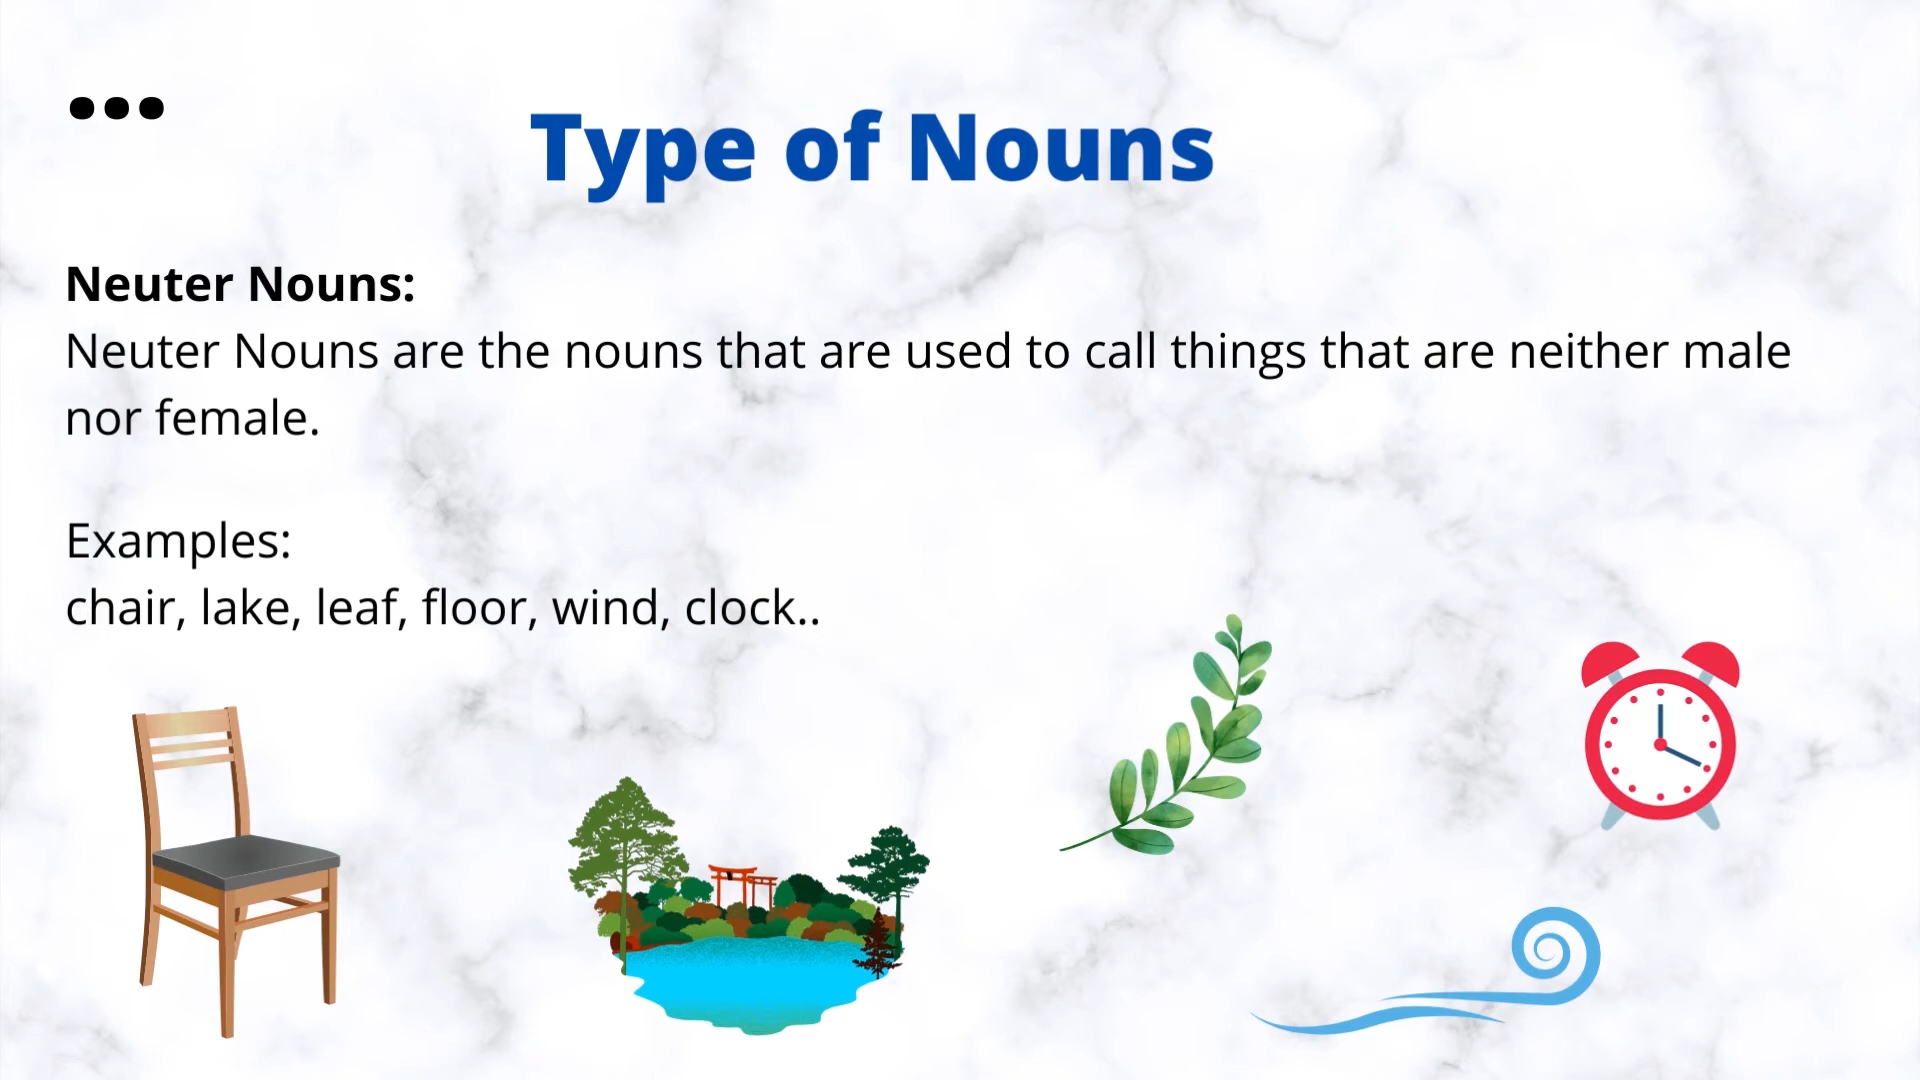 Type of Nouns
Neuter Nouns:
Neuter Nouns are the nouns that are used to call things that are neither male
nor female.
Examples:
chair, lake, leaf, floor, wind, clock..